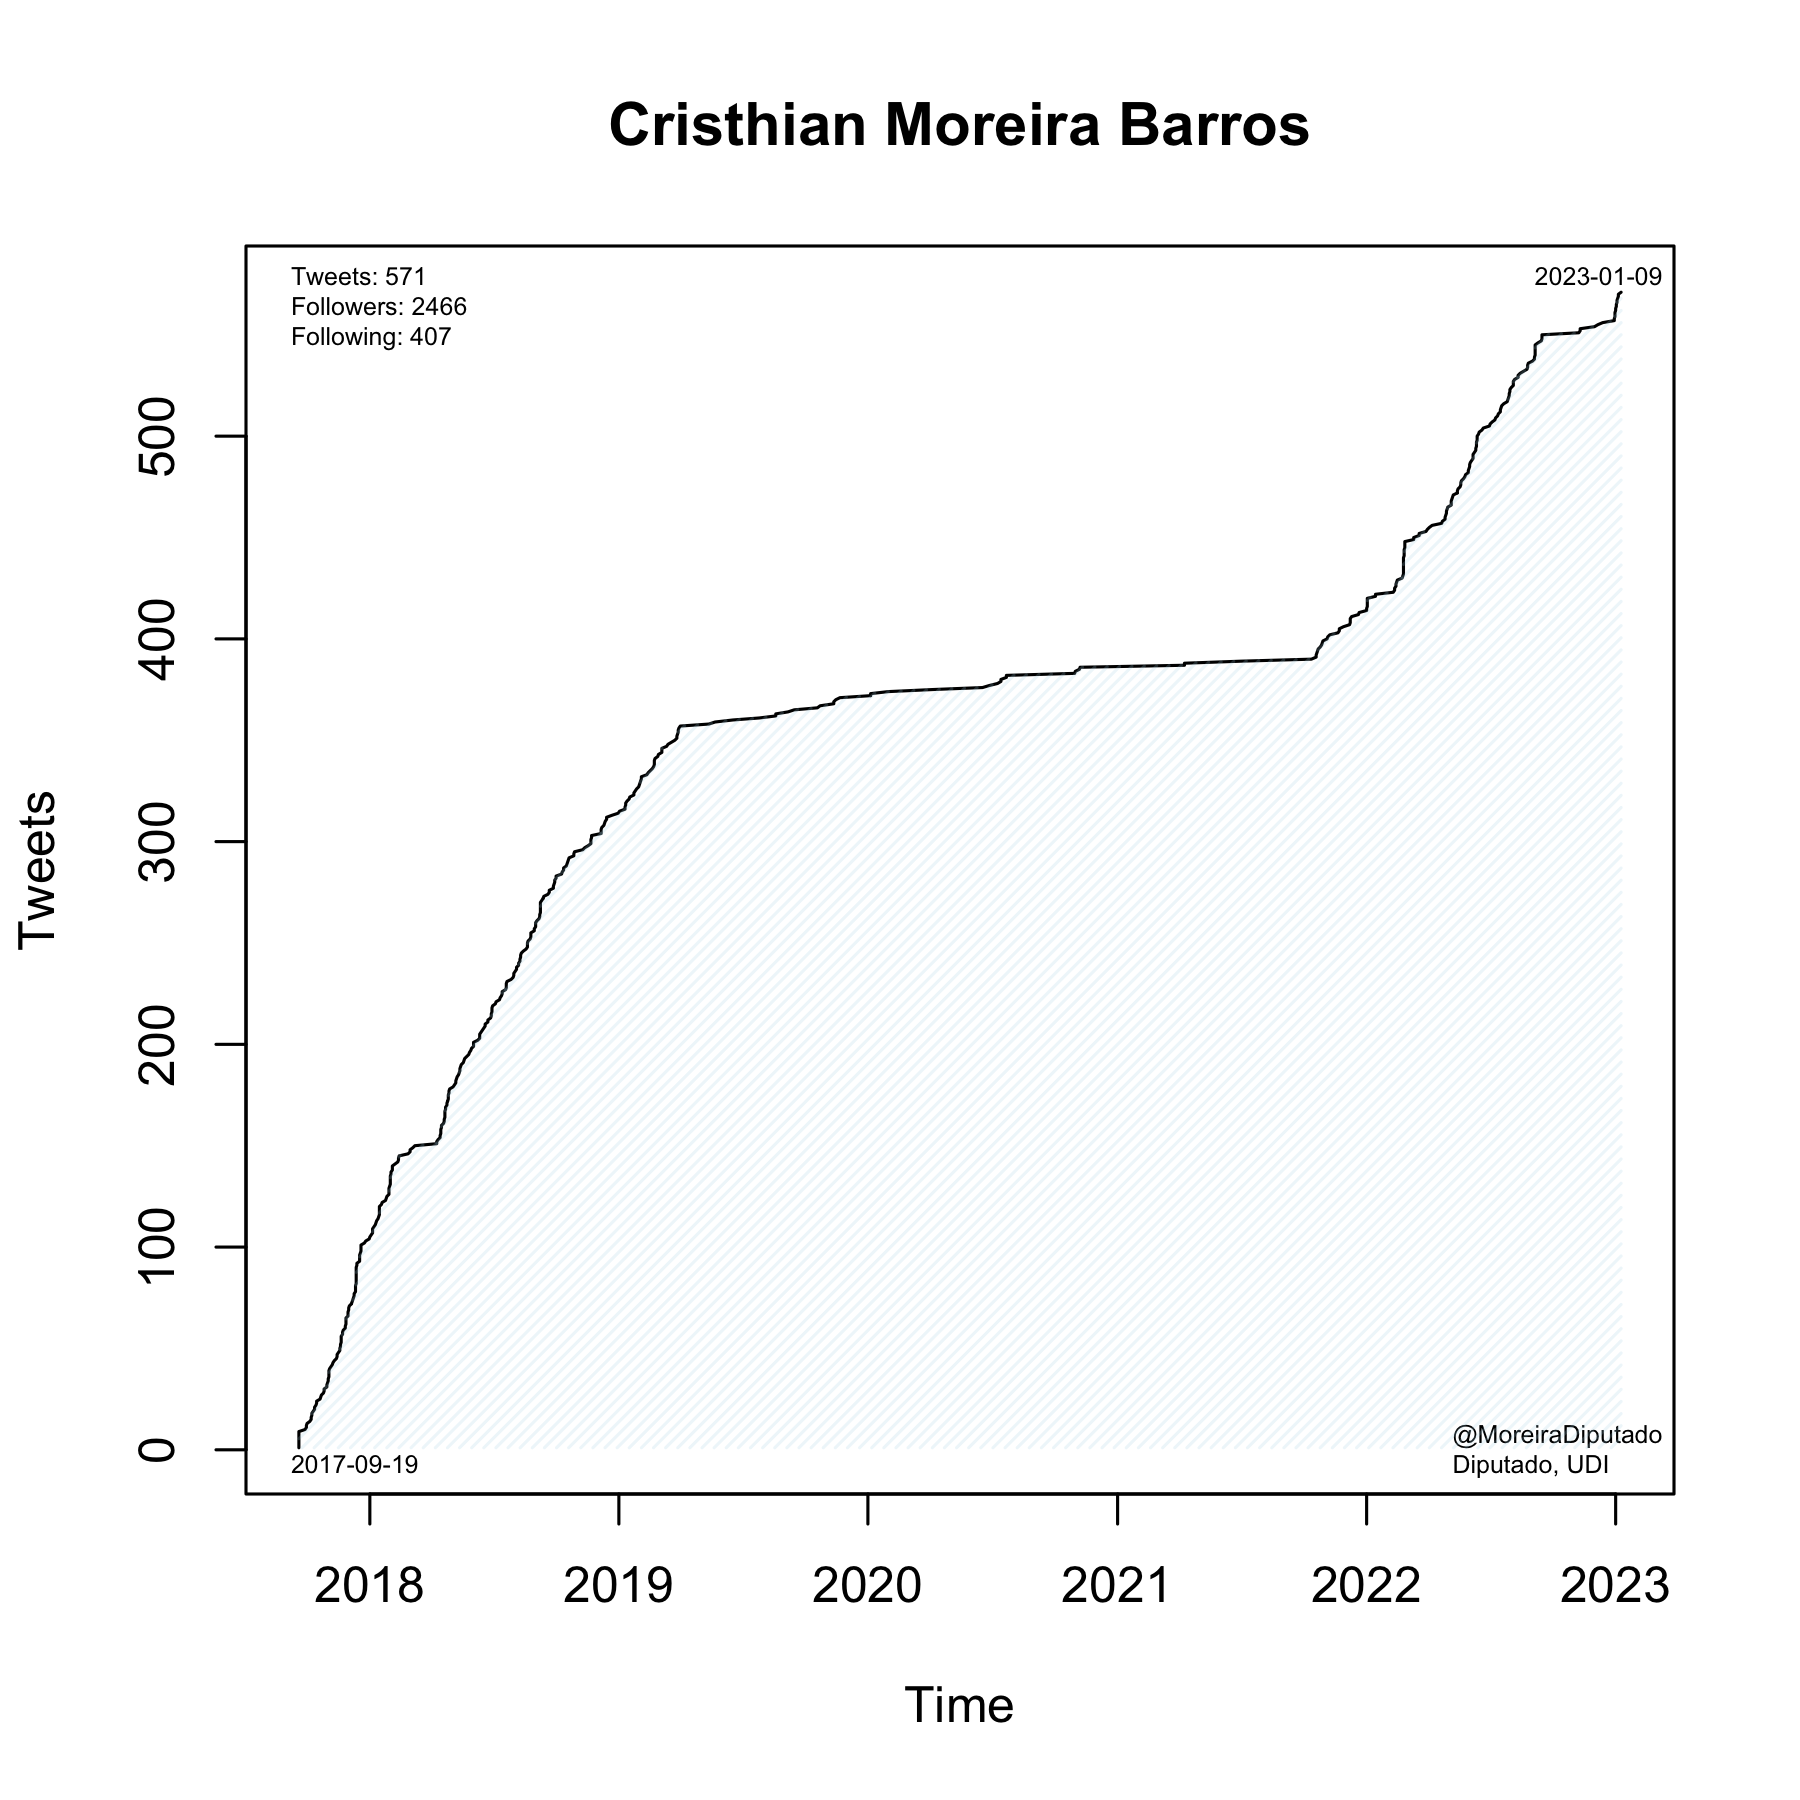 Cristhian Moreira Barros
Tweets: 571
Followers: 2466
Following: 407
2023-01-09
500
400
300
200
100
0
Tweets
@MoreiraDiputado
Diputado, UDI
2017-09-19
2018 2019 2020 2021 2022 2023
Time